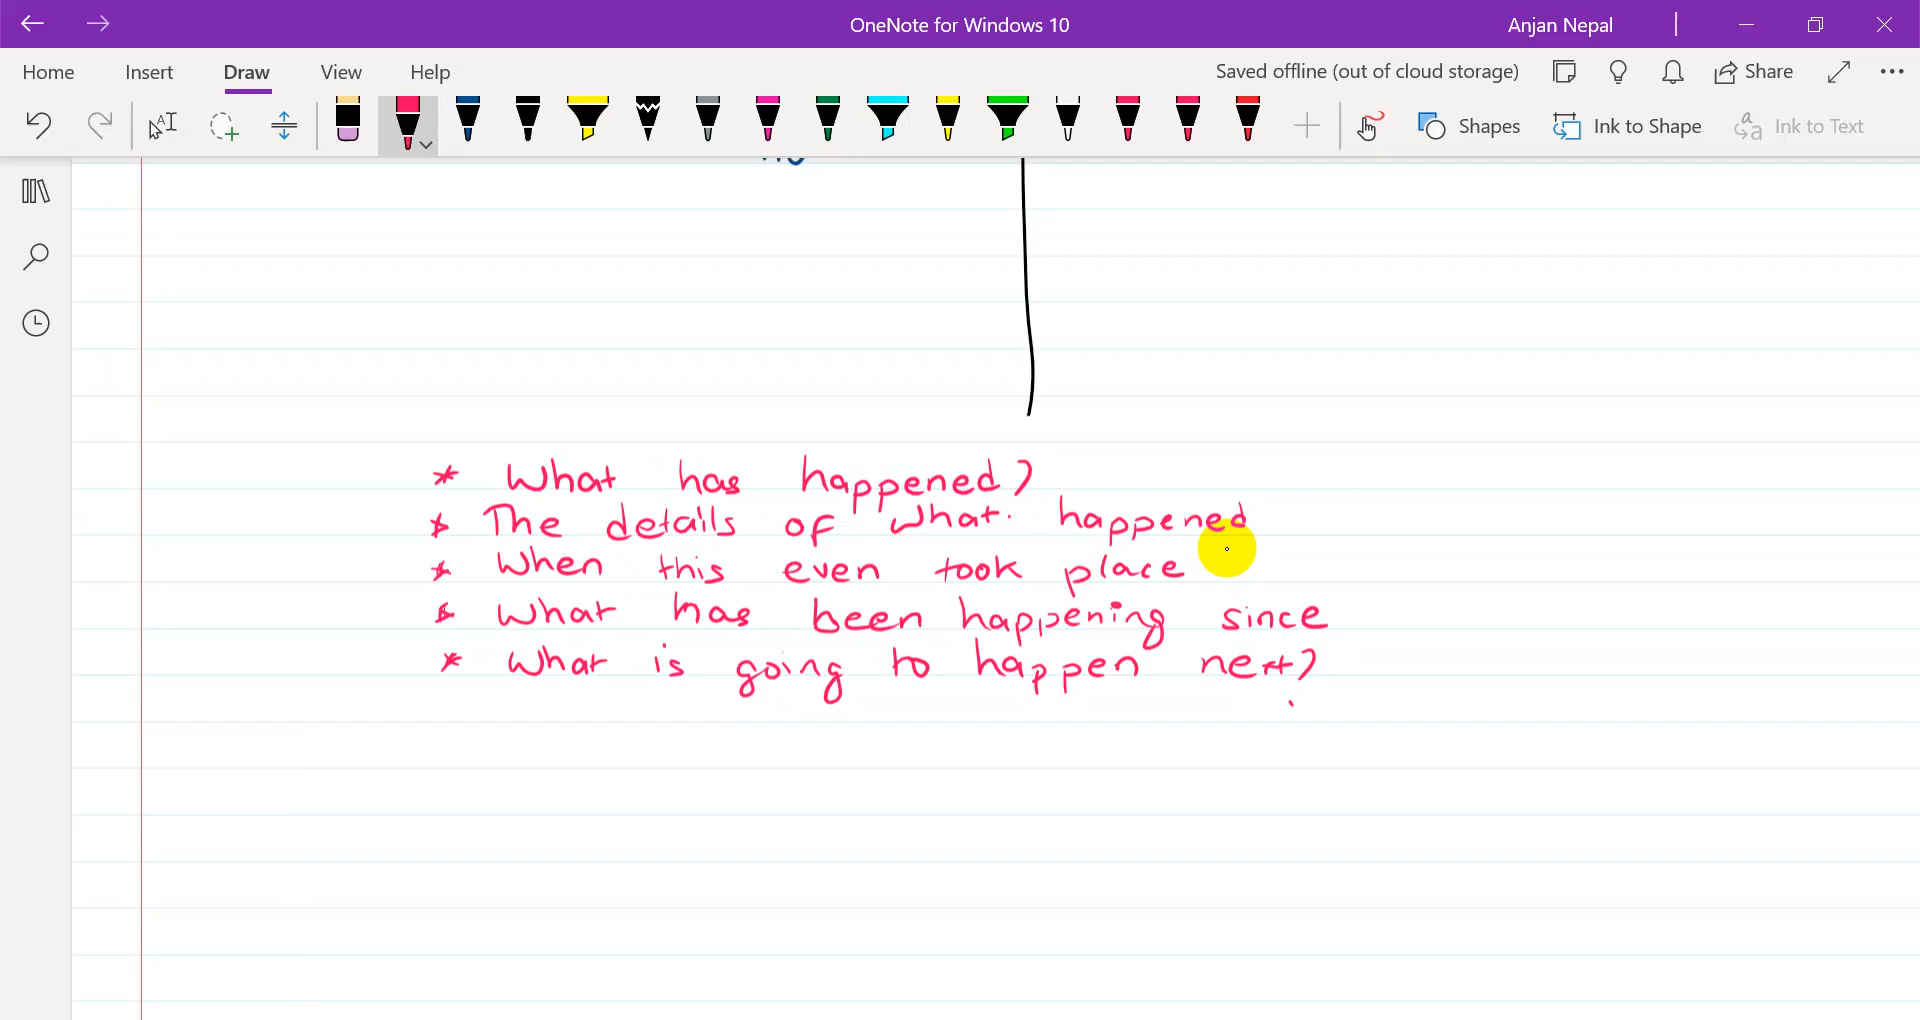 OneNote for Windows 10
Anjan Nepal
Home Insert Draw View Help
Saved offline (out of cloud storage)
Share
Shapes
Ink to Shape
Ink to Text
* What has happened?
* The details of what. happened
* When this even took place
* What has been happening since
* What is going to happen next?